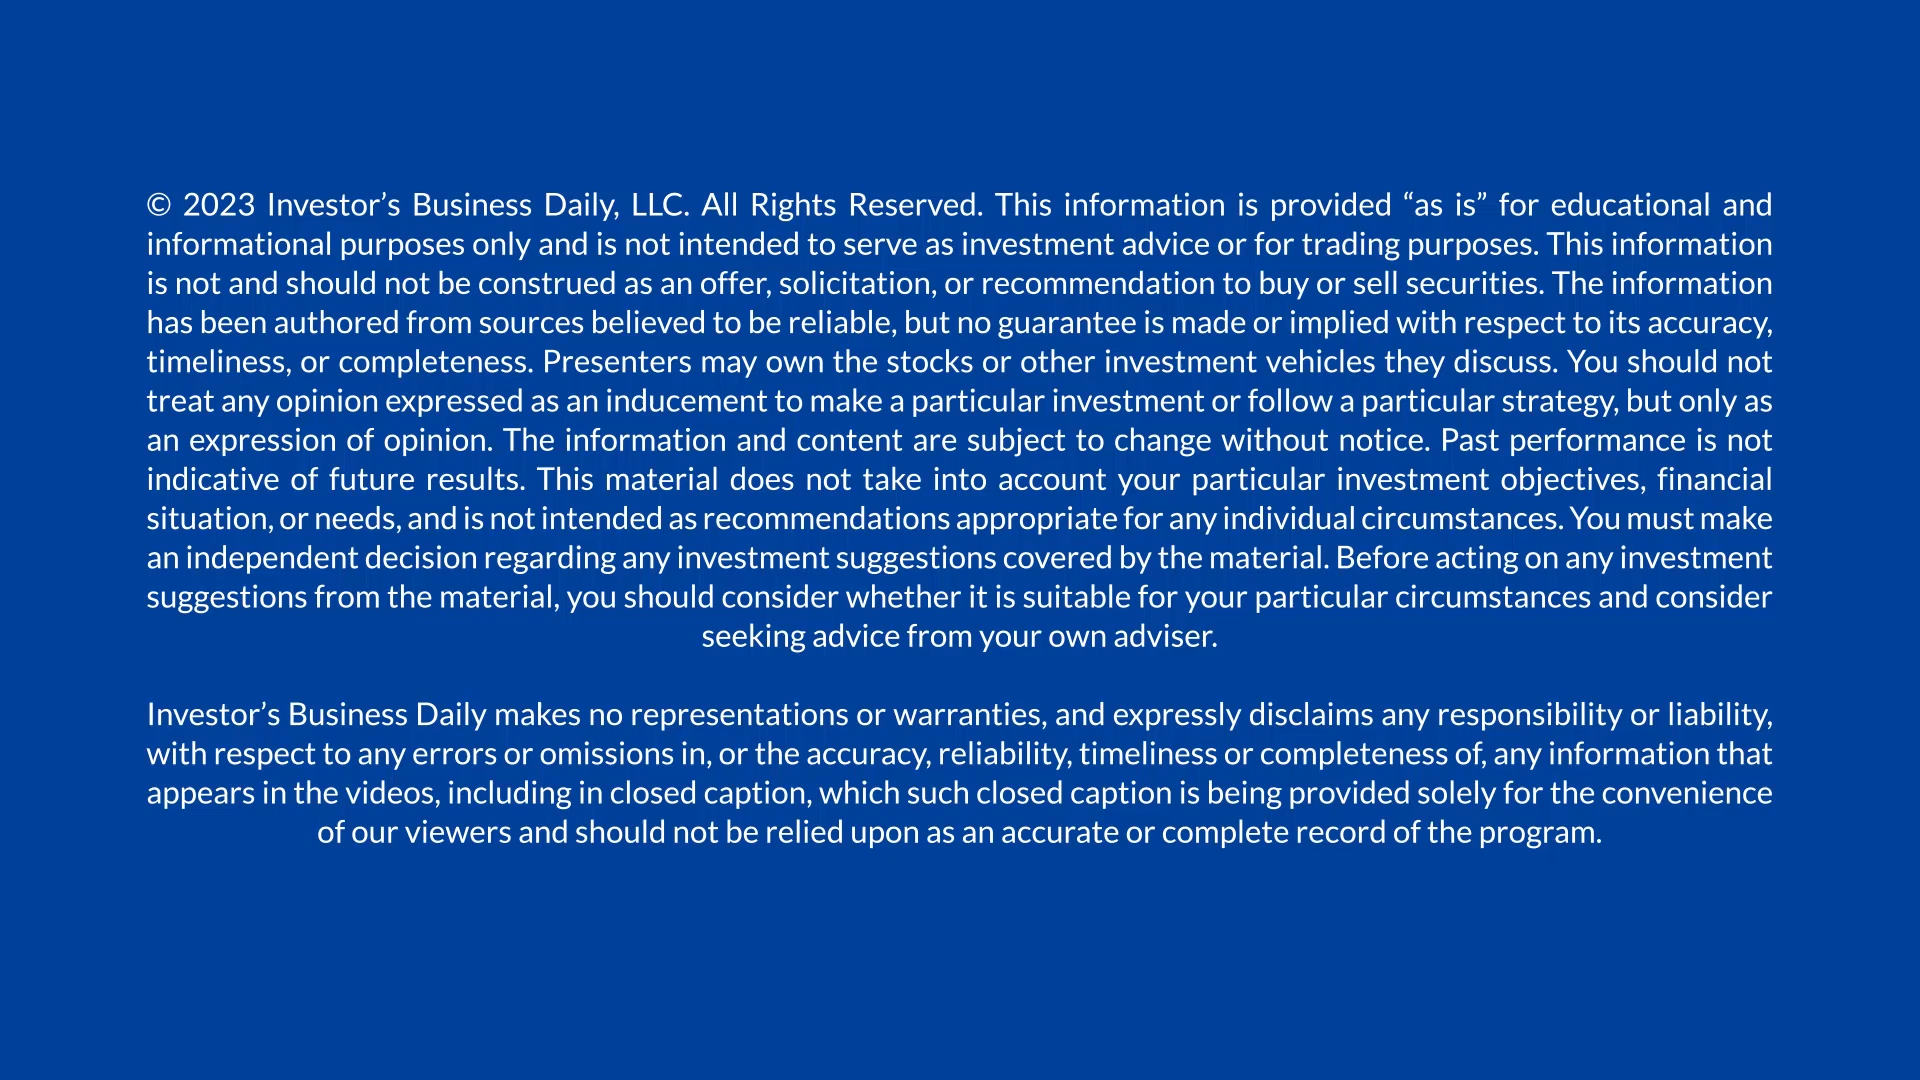 © 2023 Investor’s Business Daily, LLC. All Rights Reserved. This information is provided “as is” for educational and
informational purposes only and is not intended to serve as investment advice or for trading purposes. This information
is not and should not be construed as an offer, solicitation, or recommendation to buy or sell securities. The information
has been authored from sources believed to be reliable, but no guarantee is made or implied with respect to its accuracy,
timeliness, or completeness. Presenters may own the stocks or other investment vehicles they discuss. You should not
treat any opinion expressed as an inducement to make a particular investment or follow a particular strategy, but only as
an expression of opinion. The information and content are subject to change without notice. Past performance is not
indicative of future results. This material does not take into account your particular investment objectives, financial
situation, or needs, and is not intended as recommendations appropriate for any individual circumstances. You must make
an independent decision regarding any investment suggestions covered by the material. Before acting on any investment
suggestions from the material, you should consider whether it is suitable for your particular circumstances and consider
seeking advice from your own adviser.
Investor’s Business Daily makes no representations or warranties, and expressly disclaims any responsibility or liability,
with respect to any errors or omissions in, or the accuracy, reliability, timeliness or completeness of, any information that
appears in the videos, including in closed caption, which such closed caption is being provided solely for the convenience
of our viewers and should not be relied upon as an accurate or complete record of the program.